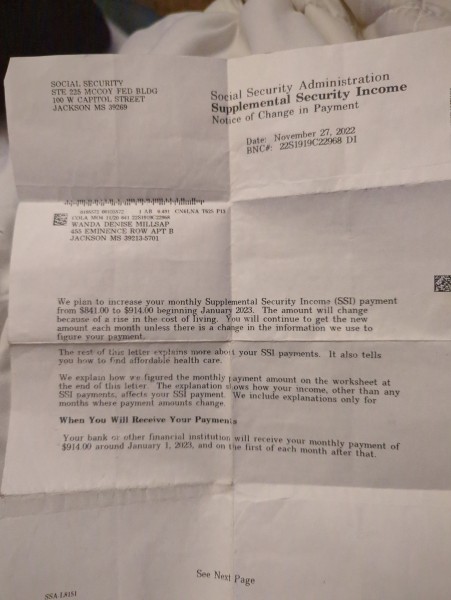 SOCIAL SECURITY
STE 225 MCCOY FED BLDG
100 W CAPITOL STREET
JACKSON MS 39269
Social Security Administration
Supplemental Security Income
Notice of Change in Payment
Date: November 27, 2022
BNC#: 22S1919C22968 DI
WANDA DENISE MILLSAP
455 EMINENCE ROW APT B
JACKSON MS 39213-5701
We plan to increase your monthly Supplemental Security Income (SSI) payment
from $841.00 to $914.00 beginning January 2023. The amount will change
because of a rise in the cost of living. You will continue to get the new
amount each month unless there is a change in the information we use to
figure your payment.
The rest of this letter explains more about your SSI payments. It also tells
you how to find affordable health care.
We explain how we figured the monthly payment amount on the worksheet at
the end of this letter. The explanation shows how your income, other than any
SSI payments, affects your SSI payment. We include explanations only for
months where payment amounts change.
When You Will Receive Your Payments
Your bank or other financial institution will receive your monthly payment of
$914.00 around January 1, 2023, and on the first of each month after that.
See Next Page
SSA-L8151